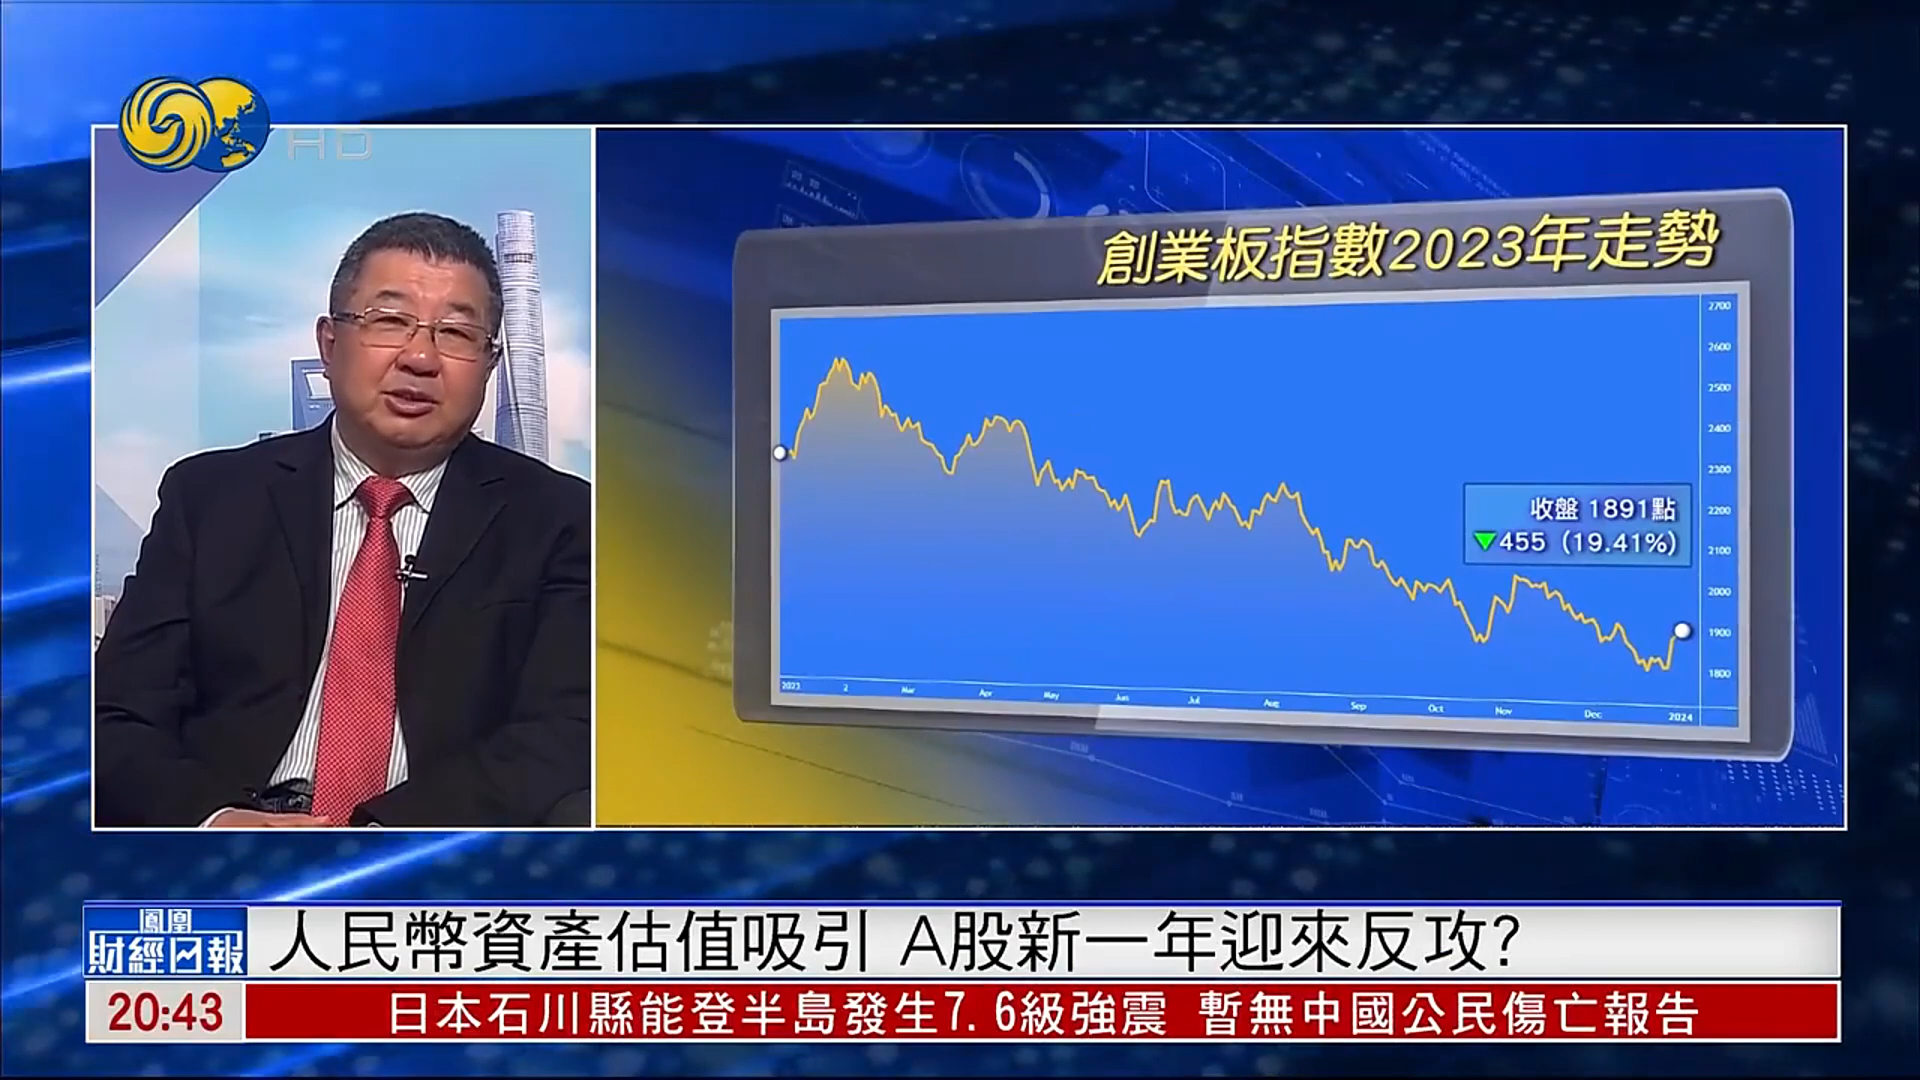 HD
創業板指數2023年走勢
2700
2600
2500
2400
2300
2200
2100
2000
1900
1800
收盤 1891點
▼455 (19.41%)
2023 2 Mar Apr May Jun Jul Aug Sep Oct Nov Dec 2024
鳳凰
財經日報
人民幣資產估值吸引 A股新一年迎來反攻?
20:43
日本石川縣能登半島發生7.6級強震 暫無中國公民傷亡報告